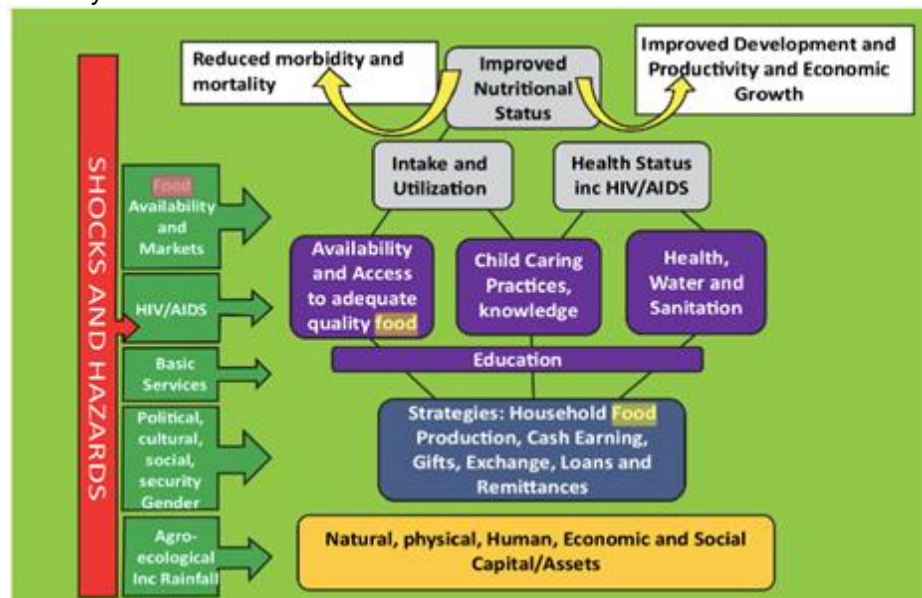 Reduced morbidity and
mortality
Improved
Nutritional
Status
Improved Development and
Productivity and Economic
Growth
SHOCKS AND HAZARDS
Food
Availability
and
Markets
HIV/AIDS
Basic
Services
Political,
cultural,
social,
security
Gender
Agro-
ecological
Inc Rainfall
Intake and
Utilization
Health Status
inc HIV/AIDS
Availability
and Access
to adequate
quality food
Child Caring
Practices,
knowledge
Health,
Water and
Sanitation
Education
Strategies: Household Food
Production, Cash Earning,
Gifts, Exchange, Loans and
Remittances
Natural, physical, Human, Economic and Social
Capital/Assets